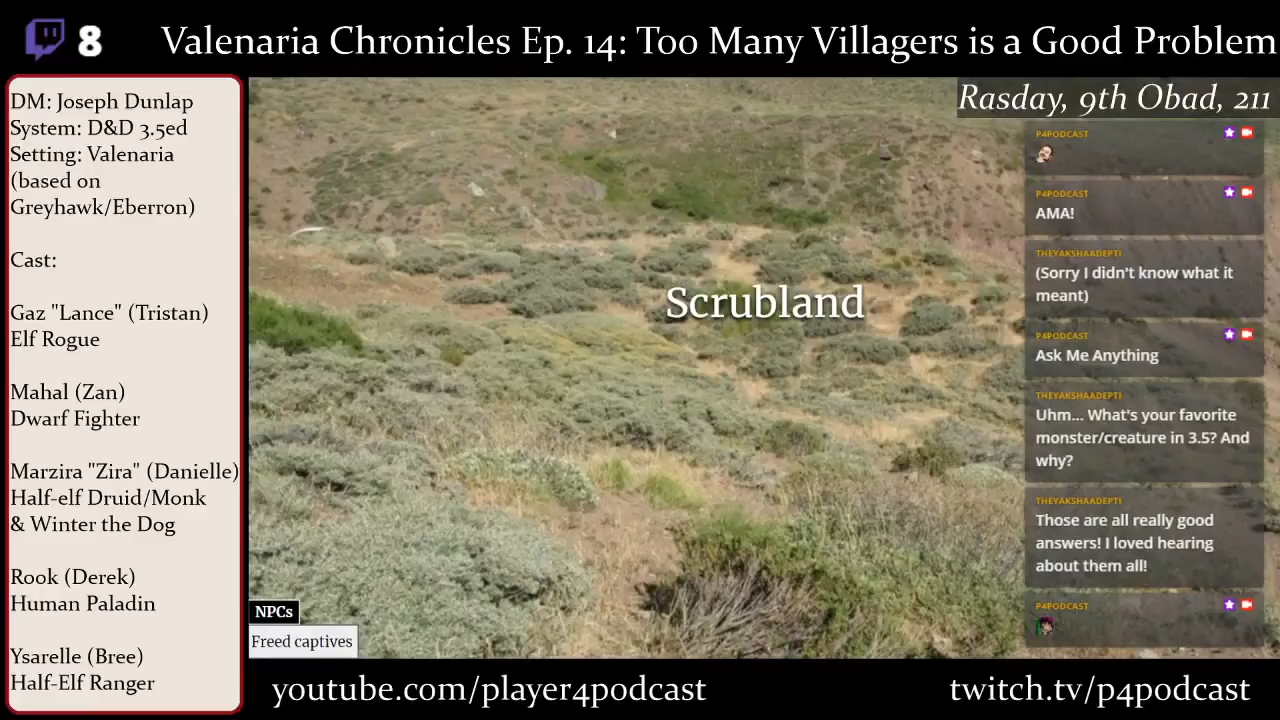 8
Valenaria Chronicles Ep. 14: Too Many Villagers is a Good Problem
DM: Joseph Dunlap
System: D&D 3.5ed
Setting: Valenaria
(based on
Greyhawk/Eberron)
Cast:
Gaz "Lance" (Tristan)
Elf Rogue
Mahal (Zan)
Dwarf Fighter
Marzira "Zira" (Danielle)
Half-elf Druid/Monk
& Winter the Dog
Rook (Derek)
Human Paladin
Ysarelle (Bree)
Half-Elf Ranger
Rasday, 9th Obad, 211
Scrubland
NPCs
Freed captives
P4PODCAST
P4PODCAST
AMA!
THEYAKSHAADEPTI
(Sorry I didn't know what it
meant)
P4PODCAST
Ask Me Anything
THEYAKSHAADEPTI
Uhm... What's your favorite
monster/creature in 3.5? And
why?
THEYAKSHAADEPTI
Those are all really good
answers! I loved hearing
about them all!
P4PODCAST
youtube.com/player4podcast
twitch.tv/p4podcast